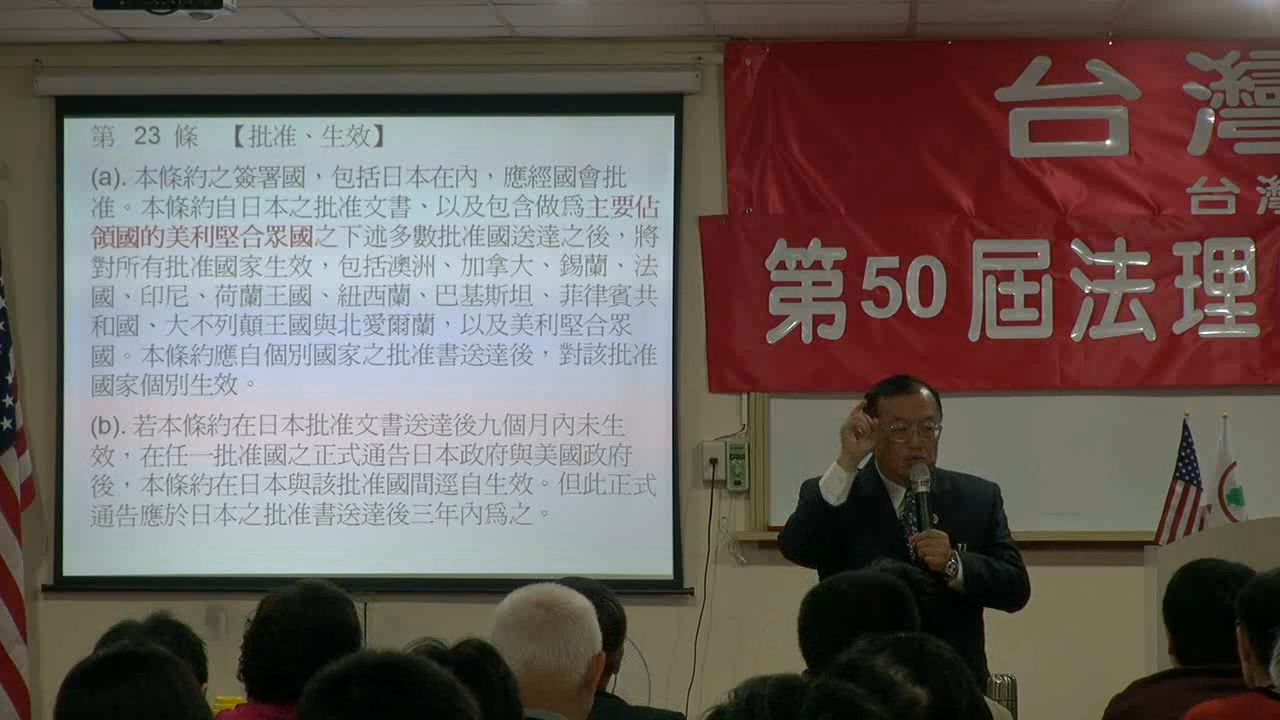 第 23 條 【批准、生效】
(a). 本條約之簽署國，包括日本在內，應經國會批
准。本條約自日本之批准文書、以及包含做為主要佔
領國的美利堅合眾國之下述多數批准國送達之後，將
對所有批准國家生效，包括澳洲、加拿大、錫蘭、法
國、印尼、荷蘭王國、紐西蘭、巴基斯坦、菲律賓共
和國、大不列顛王國與北愛爾蘭，以及美利堅合眾
國。本條約應自個別國家之批准書送達後，對該批准
國家個別生效。
(b). 若本條約在日本批准文書送達後九個月內未生
效，在任一批准國之正式通告日本政府與美國政府
後，本條約在日本與該批准國間逕自生效。但此正式
通告應於日本之批准書送達後三年內為之。
台灣
台灣
第50屆法理